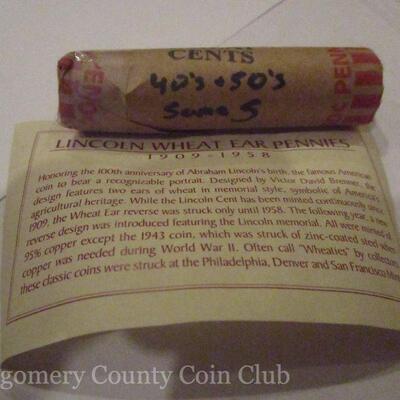 CENTS
40's + 50's
some S
PENN
LINCOLN WHEAT EAR PENNIES
1909-1958
Honoring the 100th anniversary of Abraham Lincoln's birth, the famous American
coin to bear a recognizable portrait. Designed by Victor David Brenner, the
design features two ears of wheat in memorial style, symbolic of America's
agricultural heritage. While the Lincoln Cent has been minted continuously since
1909, the Wheat Ear reverse was struck only until 1958. The following year, a new
reverse design was introduced featuring the Lincoln memorial. All were minted of
95% copper except the 1943 coin, which was struck of zinc-coated steel when
copper was needed during World War II. Often call "Wheaties" by collectors
these classic coins were struck at the Philadelphia, Denver and San Francisco Mint
gomery County Coin Club